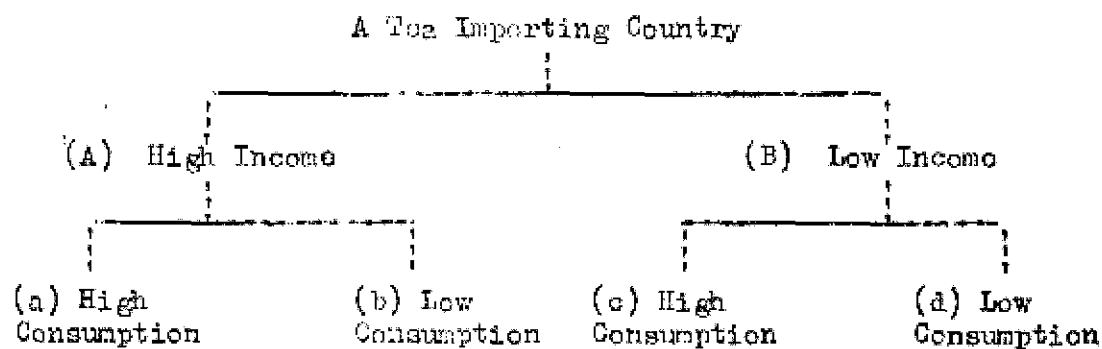 A Tea Importing Country
(A) High Income
(B) Low Income
(a) High Consumption
(b) Low Consumption
(c) High Consumption
(d) Low Consumption